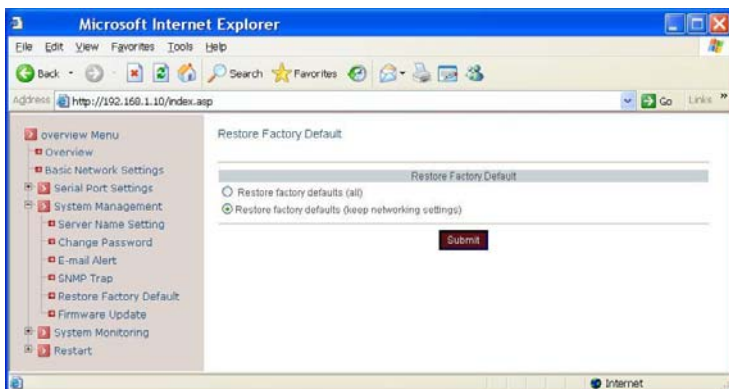 Microsoft Internet Explorer
File Edit View Favorites Tools Help
Back Search Favorites
Address http://192.168.1.10/index.asp Go Links »
overview Menu
Overview
Basic Network Settings
Serial Port Settings
System Management
Server Name Setting
Change Password
E-mail Alert
SNMP Trap
Restore Factory Default
Firmware Update
System Monitoring
Restart
Restore Factory Default
Restore Factory Default
Restore factory defaults (all)
Restore factory defaults (keep networking settings)
Submit
Internet